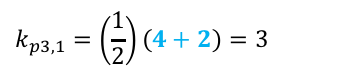 k_{p3,1} = (1/2) (4 + 2) = 3